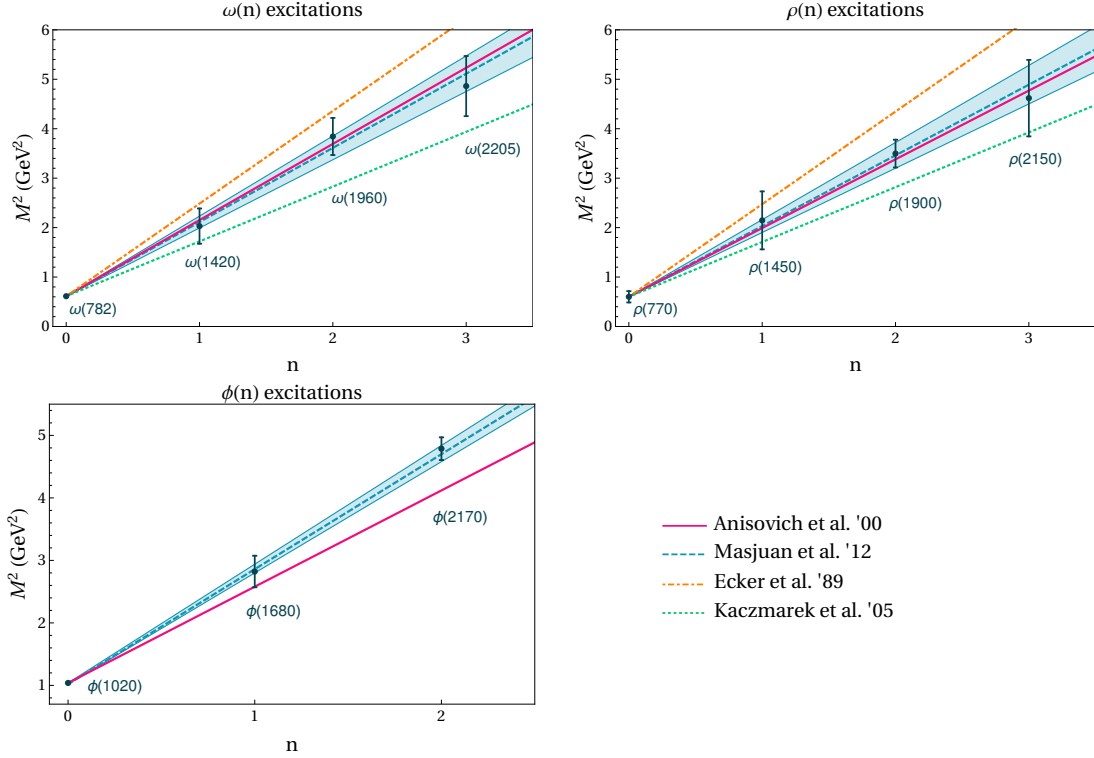 ω(n) excitations
6
5
4
3
2
1
0
M² (GeV²)
ω(782)
ω(1420)
ω(1960)
ω(2205)
0 1 2 3
n
ρ(n) excitations
6
5
4
3
2
1
0
M² (GeV²)
ρ(770)
ρ(1450)
ρ(1900)
ρ(2150)
0 1 2 3
n
ϕ(n) excitations
5
4
3
2
1
M² (GeV²)
ϕ(1020)
ϕ(1680)
ϕ(2170)
0 1 2
n
Anisovich et al. '00
Masjuan et al. '12
Ecker et al. '89
Kaczmarek et al. '05